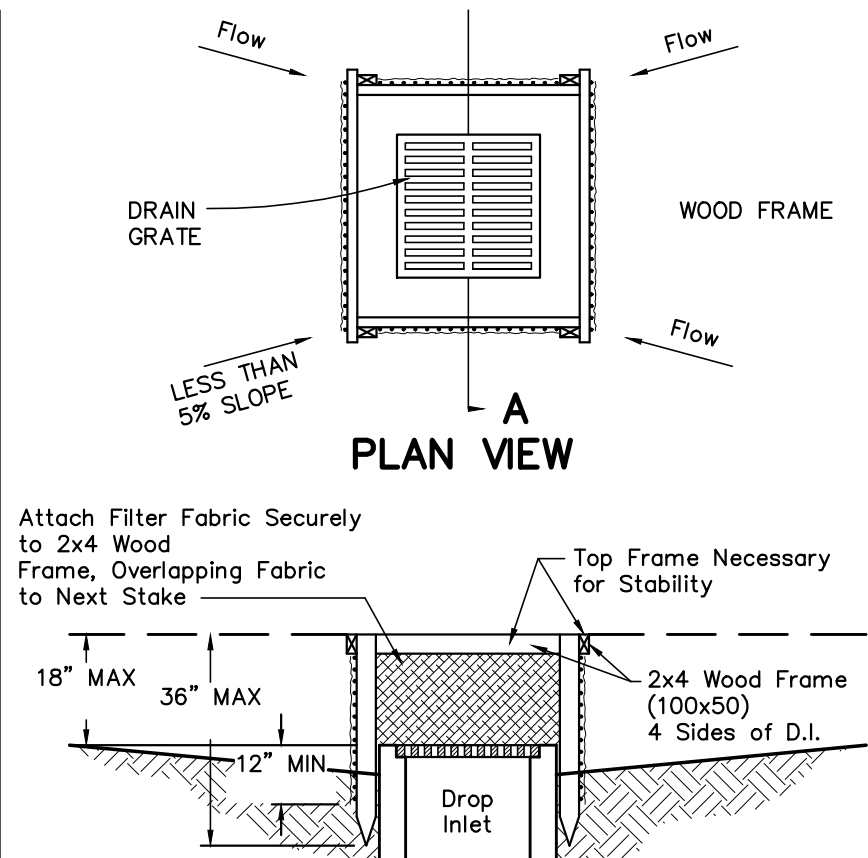 Flow
Flow
DRAIN
GRATE
WOOD FRAME
Flow
LESS THAN
5% SLOPE
A
PLAN VIEW
Attach Filter Fabric Securely
to 2x4 Wood
Frame, Overlapping Fabric
to Next Stake
Top Frame Necessary
for Stability
18” MAX
36” MAX
2x4 Wood Frame
(100x50)
4 Sides of D.I.
12” MIN
Drop
Inlet